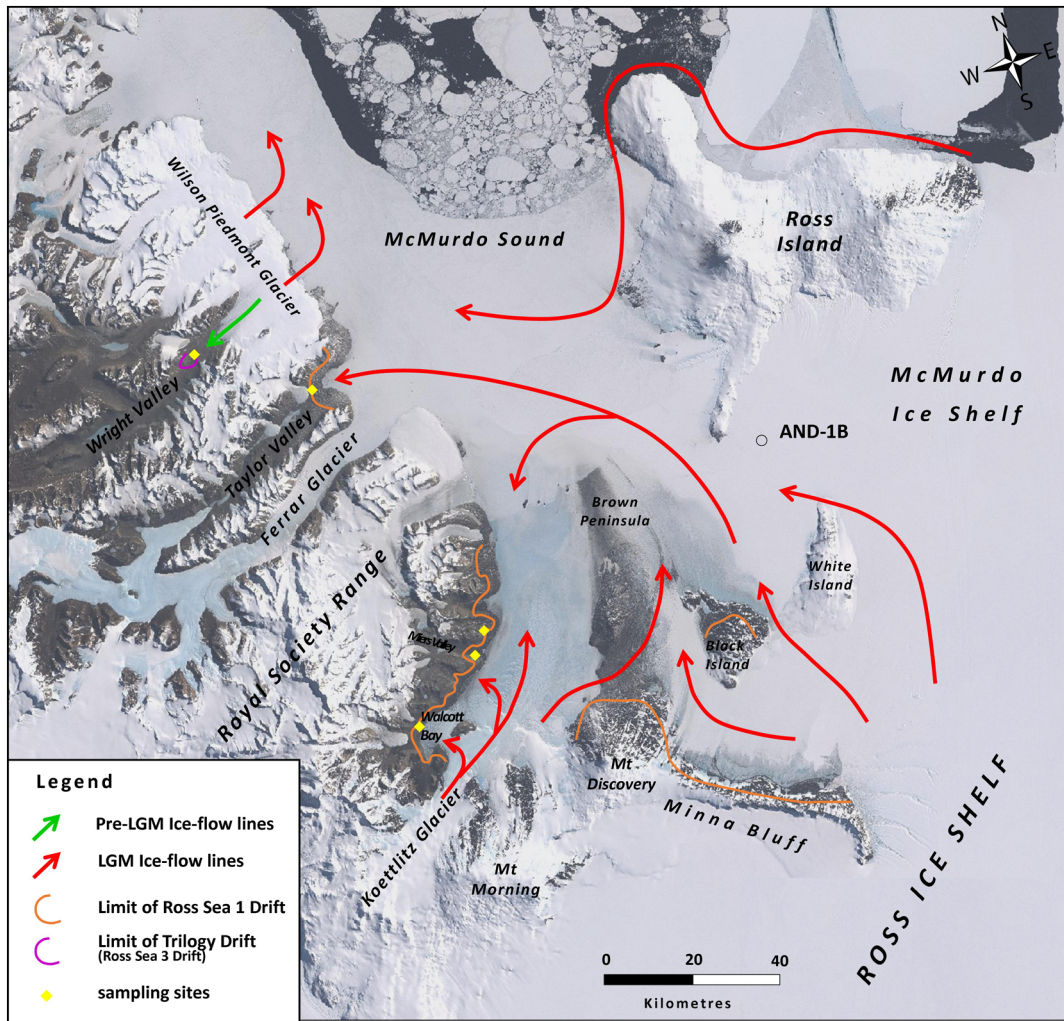 N
E
W
S
Wilson Piedmont Glacier
McMurdo Sound
Ross
Island
McMurdo
Ice Shelf
AND-1B
Wright Valley
Taylor Valley
Ferrar Glacier
Brown
Peninsula
White
Island
Royal Society Range
Miers Valley
Black
Island
Walcott
Bay
Mt
Discovery
Minna Bluff
Koettlitz Glacier
Mt
Morning
ROSS ICE SHELF
Legend
Pre-LGM Ice-flow lines
LGM Ice-flow lines
Limit of Ross Sea 1 Drift
Limit of Trilogy Drift
(Ross Sea 3 Drift)
sampling sites
0 20 40
Kilometres